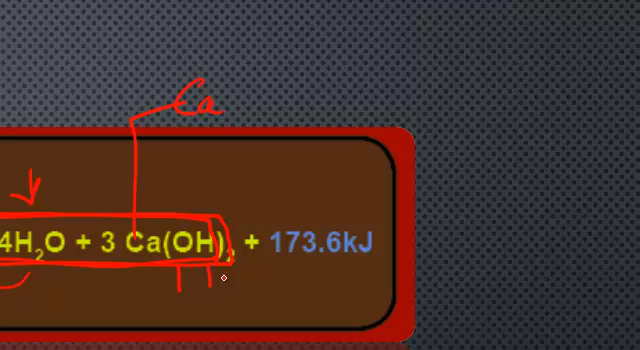 Ca
4H₂O + 3 Ca(OH)₂ + 173.6kJ